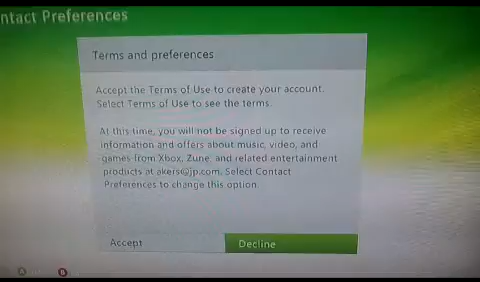 ntact Preferences
Terms and preferences
Accept the Terms of Use to create your account.
Select Terms of Use to see the terms.
At this time, you will not be signed up to receive
information and offers about music, video, and
games from Xbox, Zune, and related entertainment
products at akers@jp.com. Select Contact
Preferences to change this option.
Accept
Decline
A
B